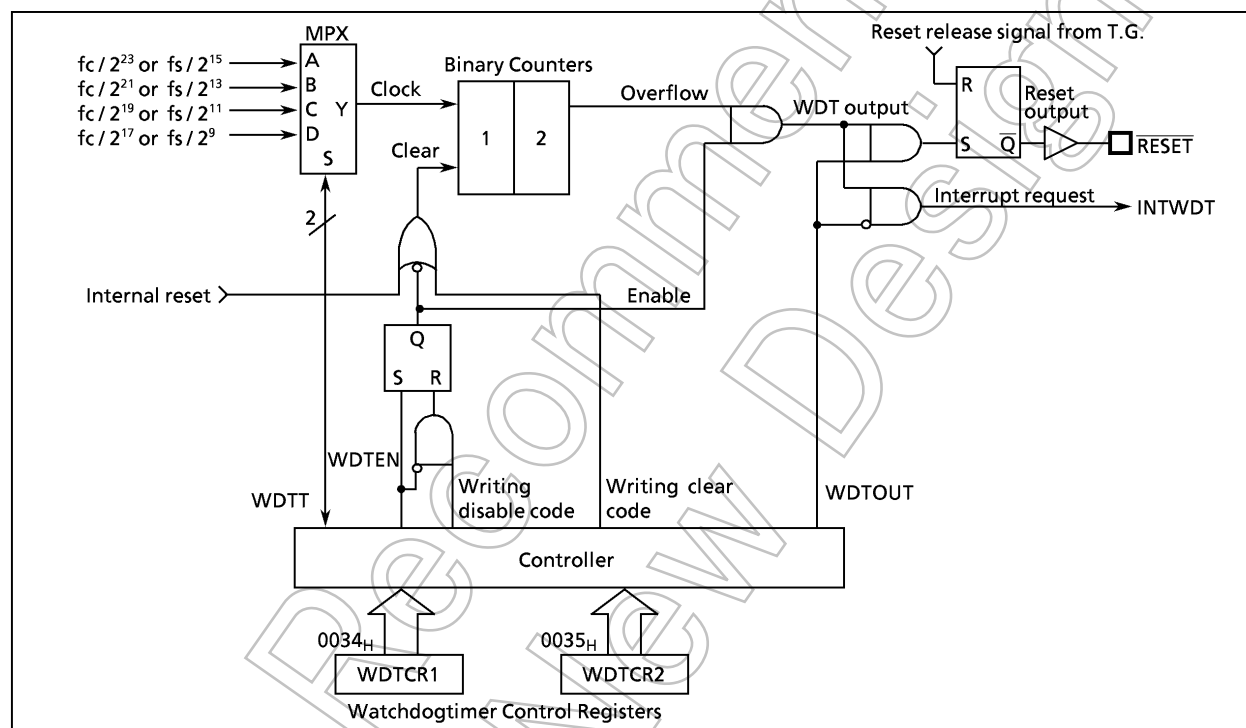 MPX
Reset release signal from T.G.
fc / 2²³ or fs / 2¹⁵
fc / 2²¹ or fs / 2¹³
fc / 2¹⁹ or fs / 2¹¹
fc / 2¹⁷ or fs / 2⁹
A
B
C
D
Y
S
Clock
Clear
Binary Counters
1
2
Overflow
WDT output
R
S
Q̅
Reset
output
R̅E̅S̅E̅T̅
Interrupt request
INTWDT
2
Internal reset
Enable
Q
S
R
WDTEN
WDTT
Writing
disable code
Writing clear
code
WDTOUT
Controller
0034H
0035H
WDTCR1
WDTCR2
Watchdogtimer Control Registers
Recommen
New Design